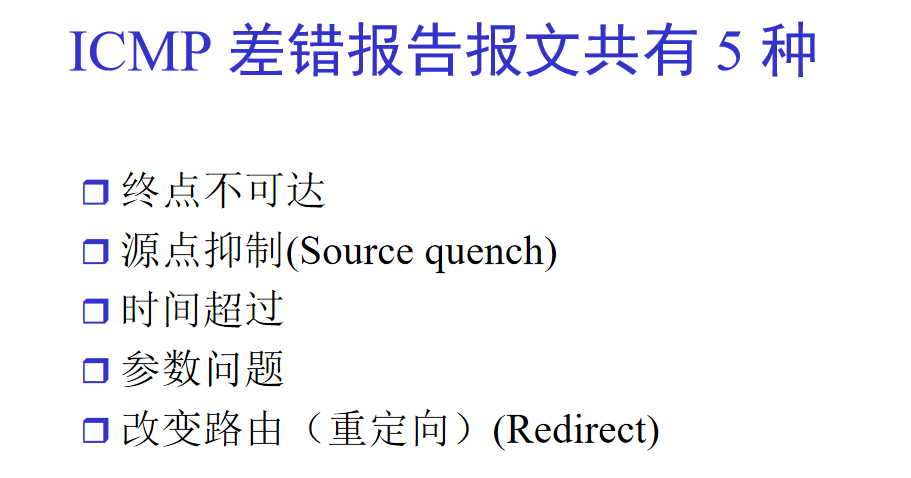 ICMP 差错报告报文共有 5 种
终点不可达
源点抑制(Source quench)
时间超过
参数问题
改变路由（重定向）(Redirect)